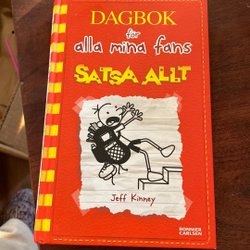 DAGBOK
för
alla mina fans
SATSA ALLT
Jeff Kinney
BONNIER
CARLSEN